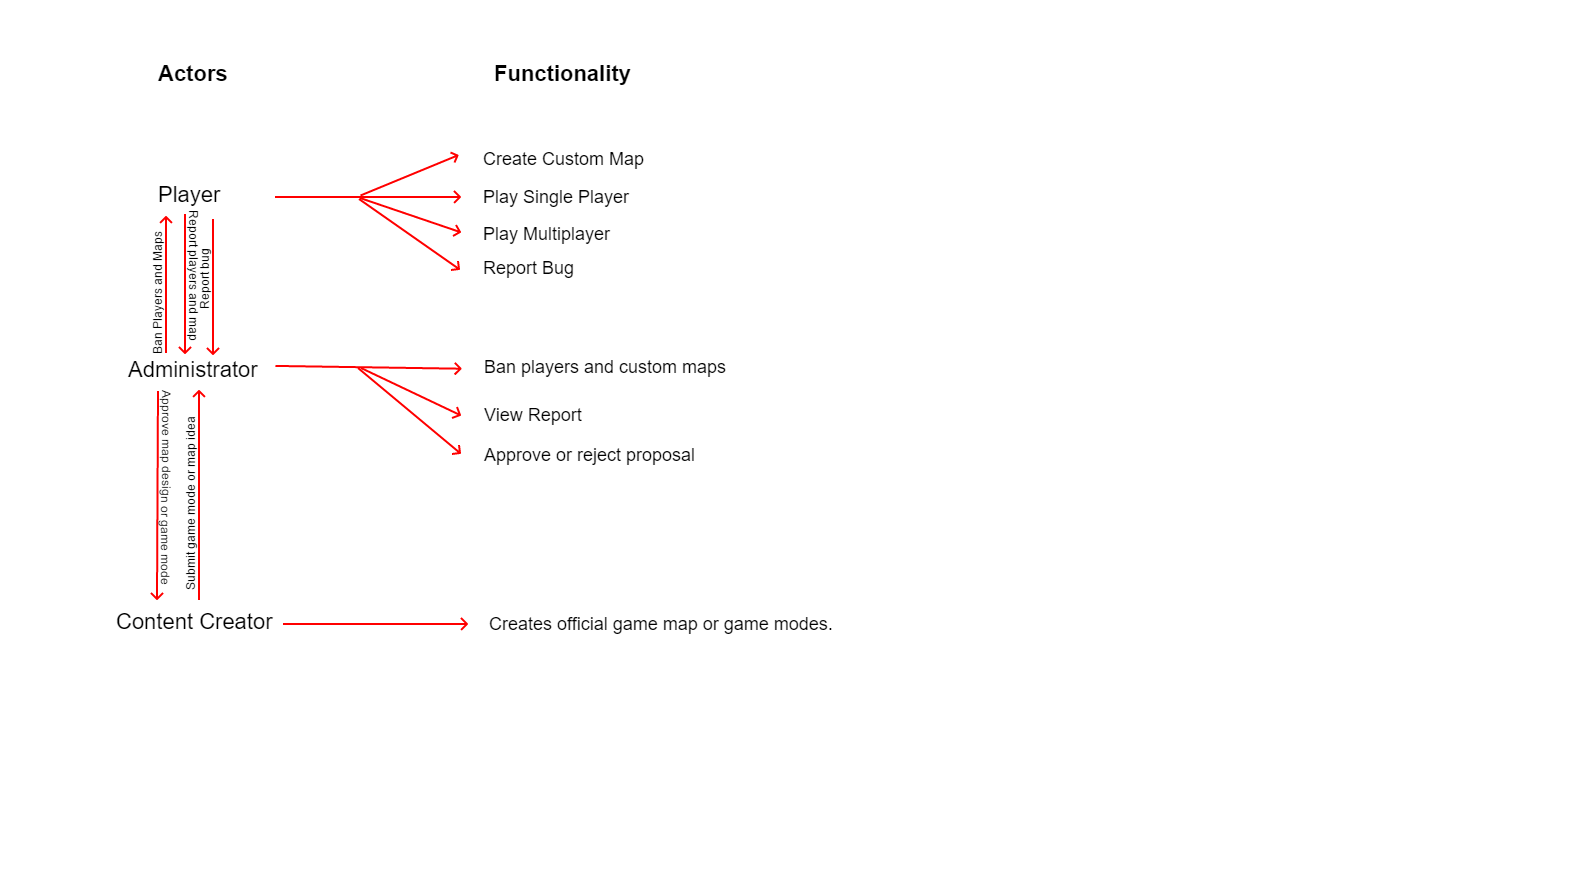 Actors
Functionality
Player
Create Custom Map
Play Single Player
Play Multiplayer
Report Bug
Ban Players and Maps
Report players and map
Report bug
Administrator
Ban players and custom maps
View Report
Approve or reject proposal
Approve map design or game mode
Submit game mode or map idea
Content Creator
Creates official game map or game modes.